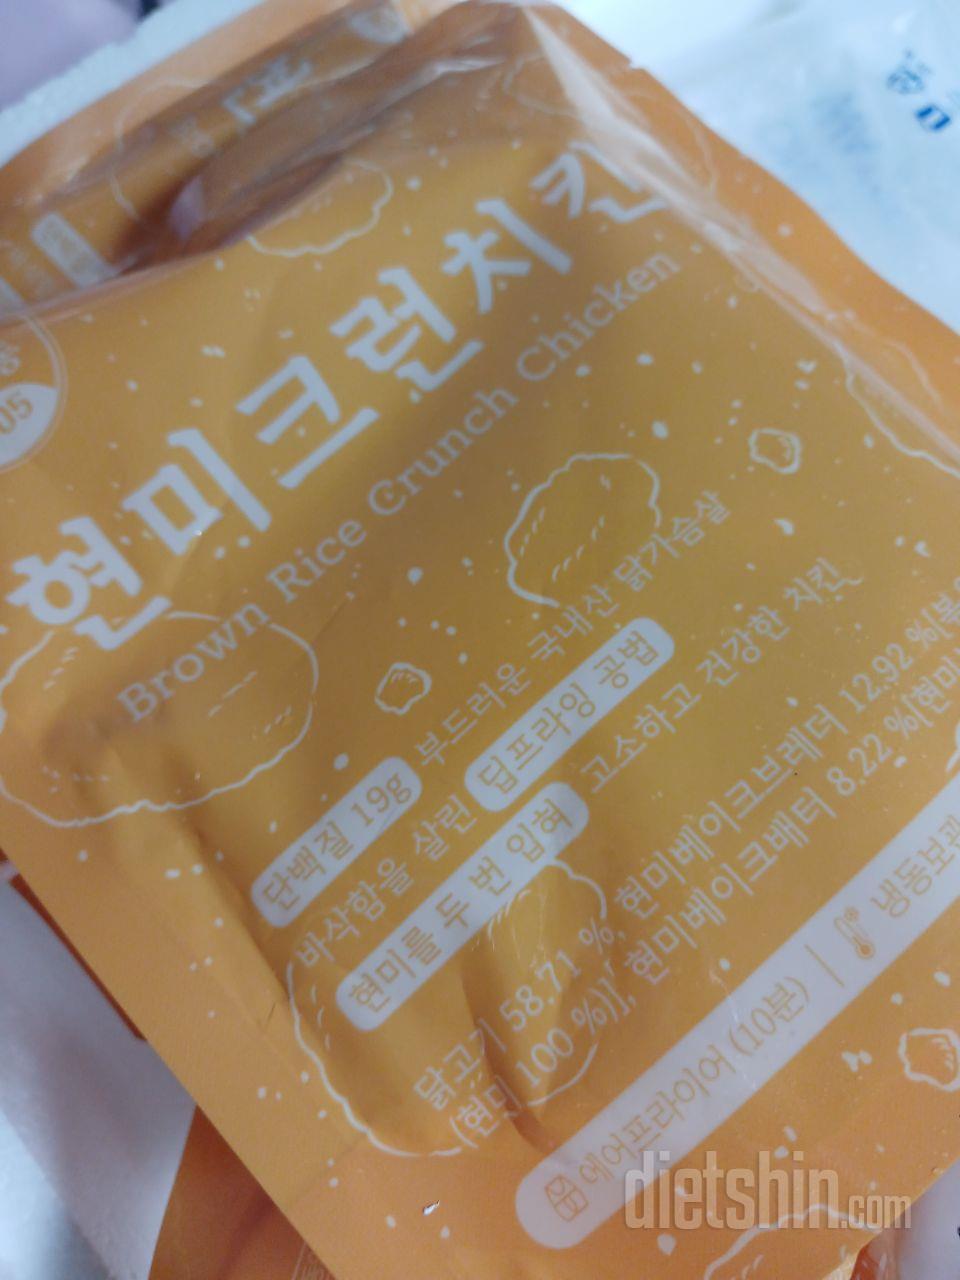 05
현미크런치킨
Brown Rice Crunch Chicken
단백질 19g 부드러운 국내산 닭가슴살
바삭함을 살린 딥프라잉 공법
현미를 두 번 입혀 고소하고 건강한 치킨
닭고기 58.71 %, 현미베이크브레더 12.92 %[
(현미 100 %)], 현미베이크배터 8.22 %[현미
에어프라이어 (10분) | 냉동보관
dietshin.com